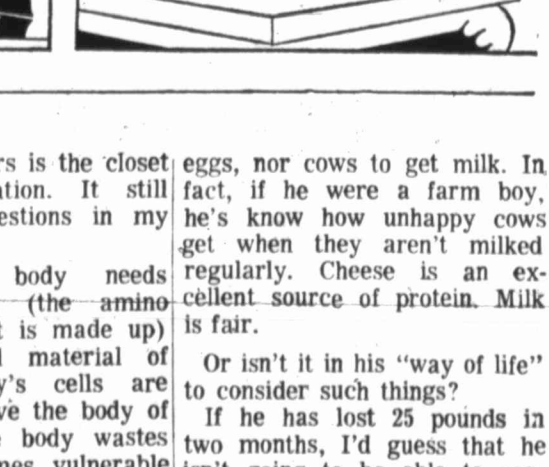 rs is the closet
ation. It still
estions in my
body needs
(the amino
t is made up)
l material of
y's cells are
ve the body of
body wastes
mes vulnerable
eggs, nor cows to get milk. In
fact, if he were a farm boy,
he's know how unhappy cows
get when they aren't milked
regularly. Cheese is an ex-
cellent source of protein. Milk
is fair.
Or isn't it in his "way of life"
to consider such things?
If he has lost 25 pounds in
two months, I'd guess that he